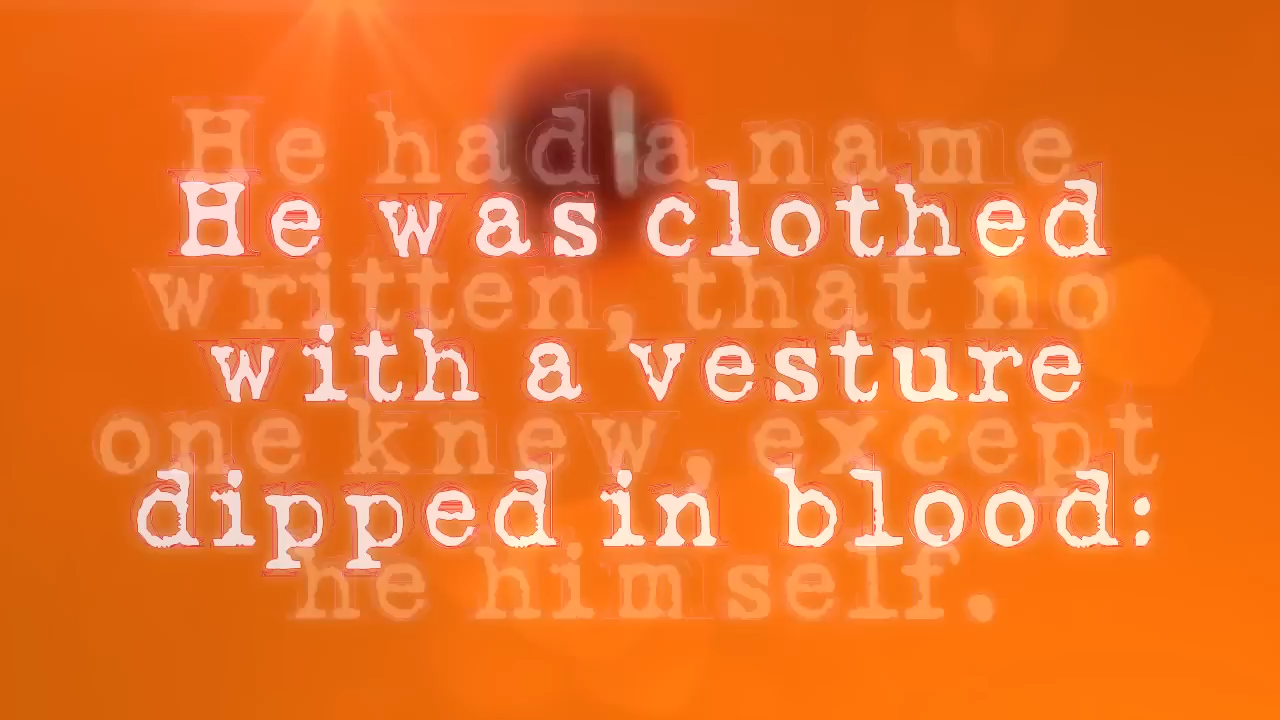 He had a name
He was clothed
written, that no
with a vesture
one knew, except
dipped in blood:
he himself.